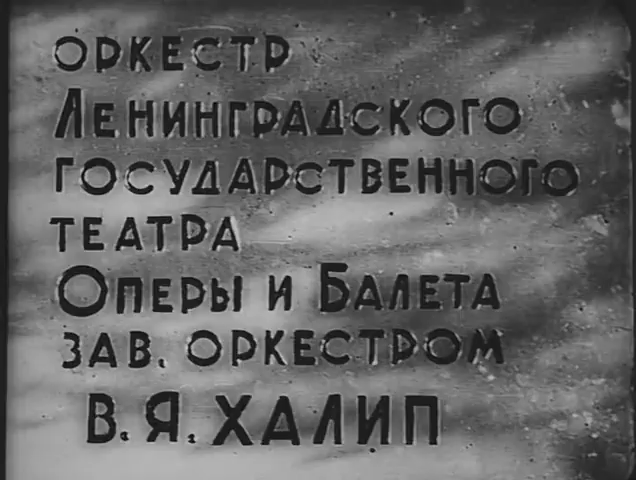 ОРКЕСТР
ЛЕНИНГРАДСКОГО
ГОСУДАРСТВЕННОГО
ТЕАТРА
ОПЕРЫ И БАЛЕТА
ЗАВ. ОРКЕСТРОМ
В. Я. ХАЛИП